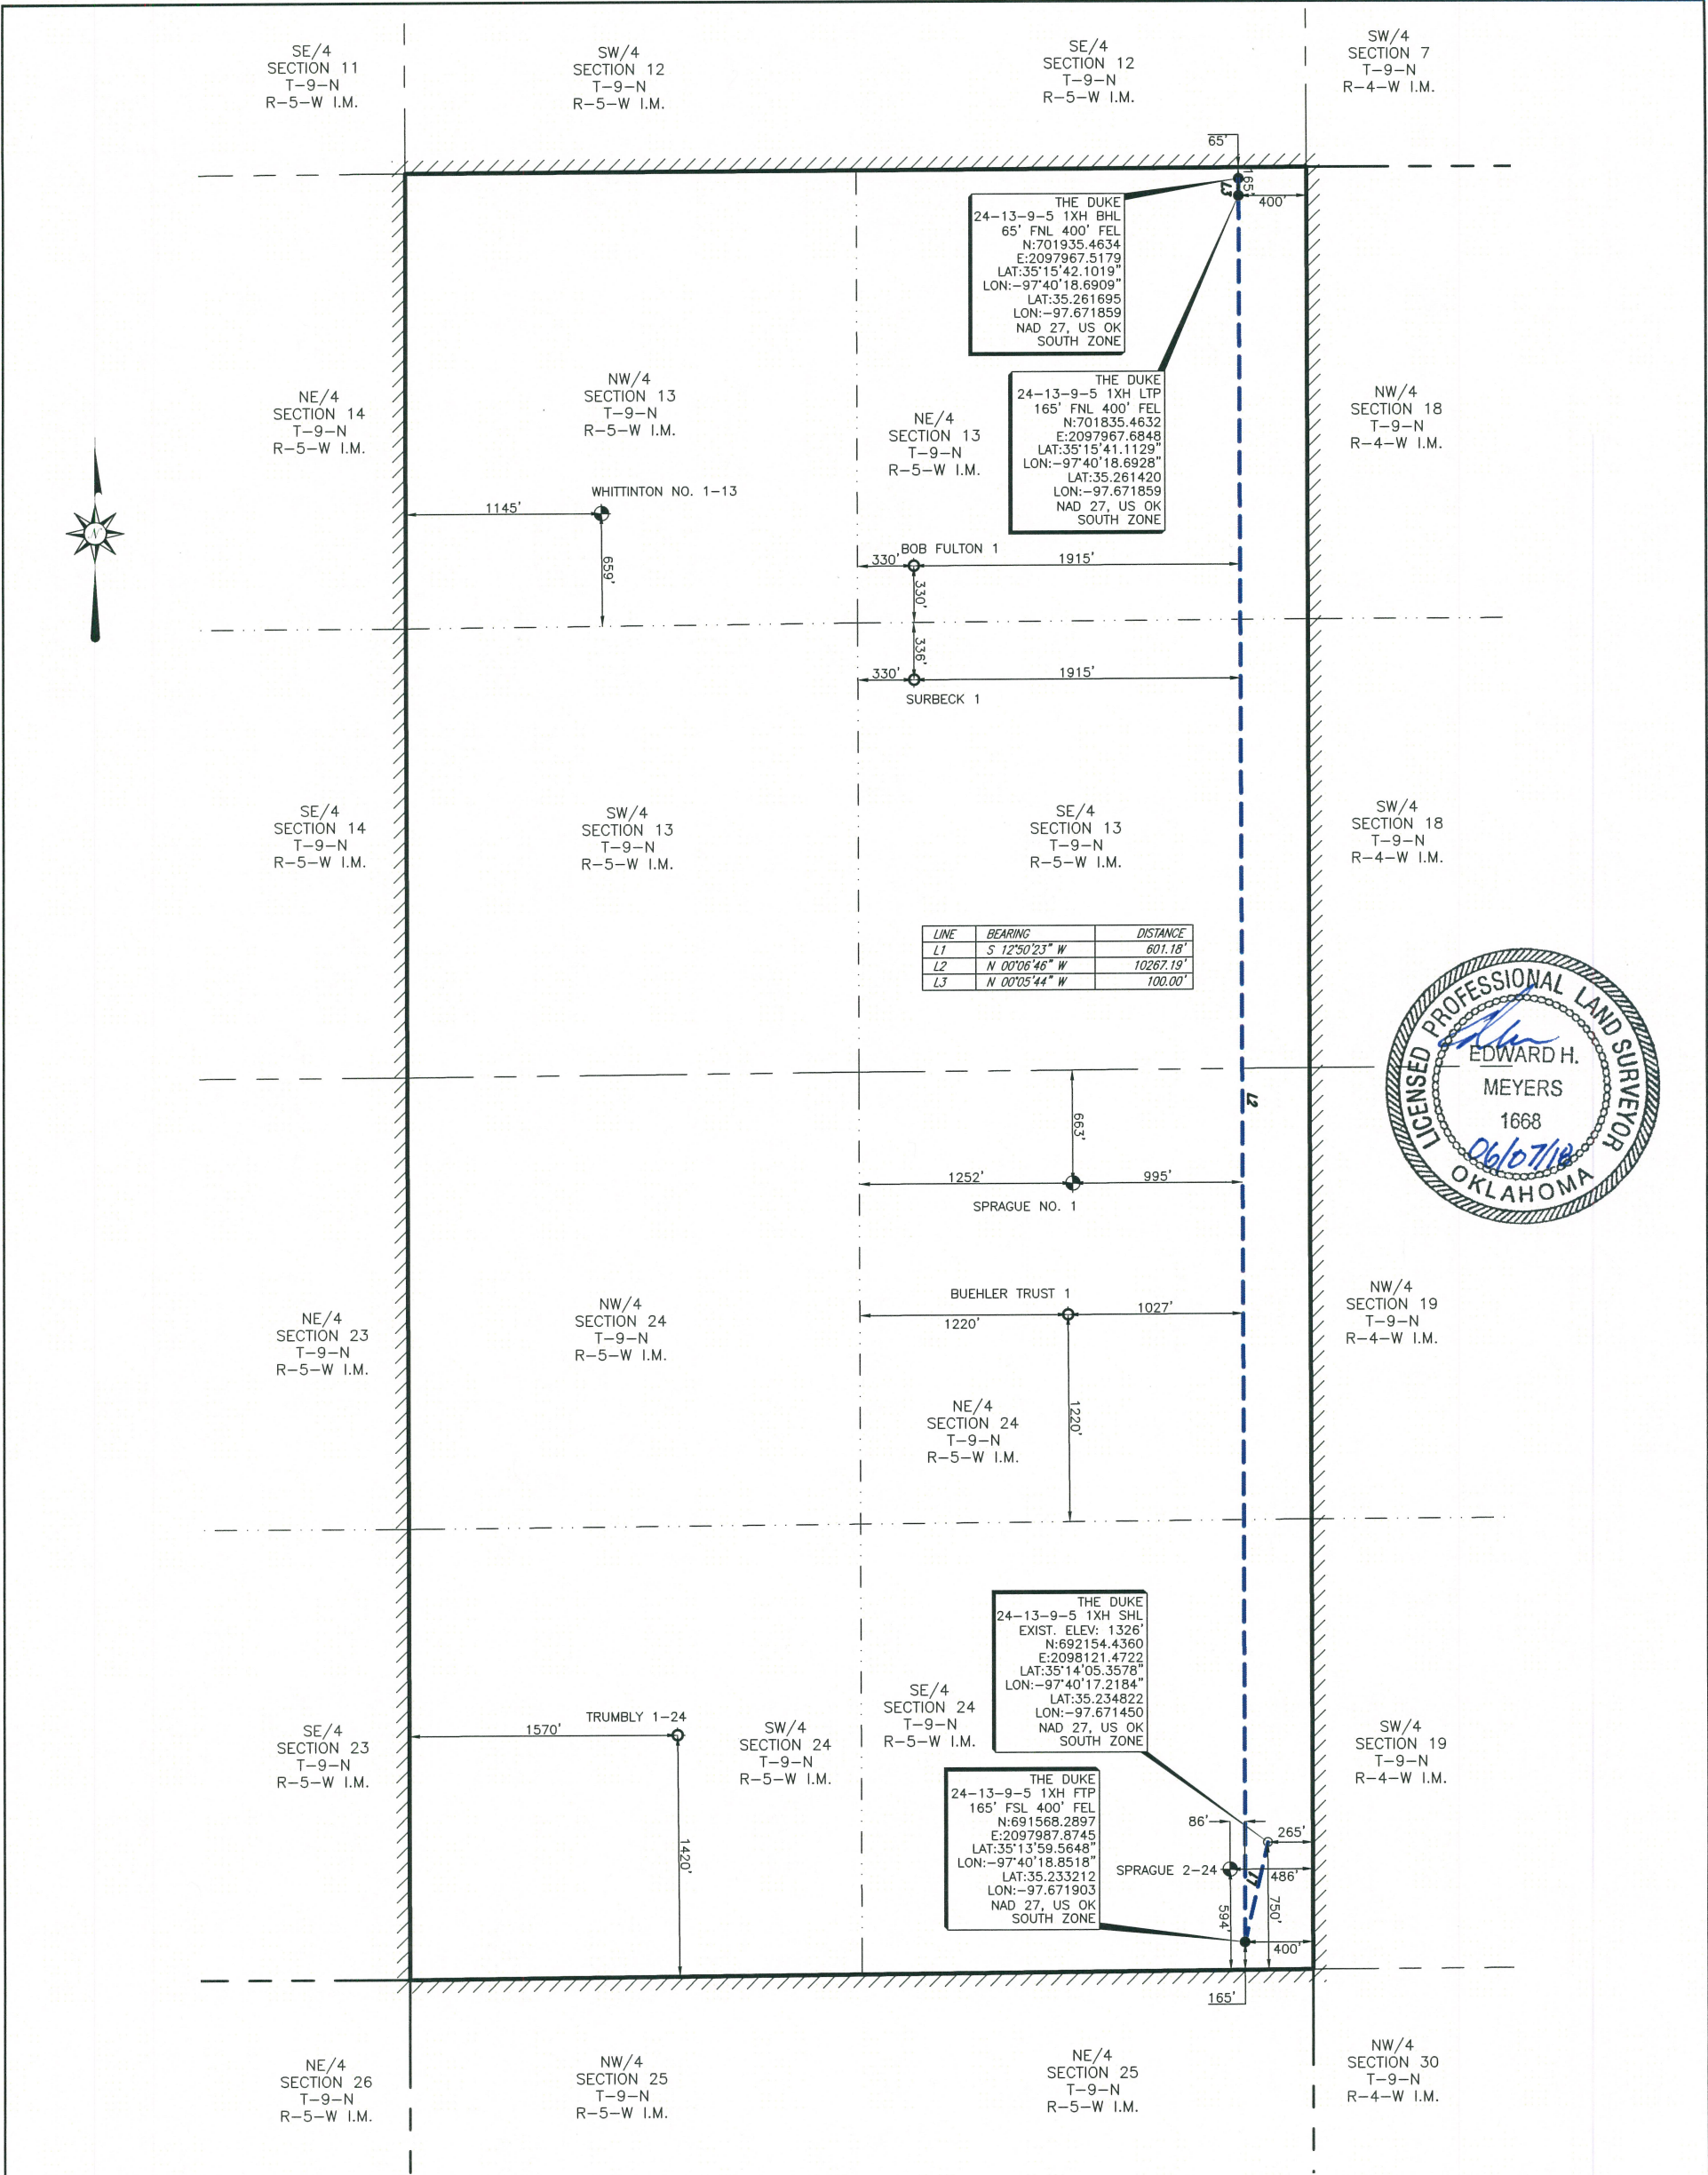 SE/4
SECTION 11
T-9-N
R-5-W I.M.
SW/4
SECTION 12
T-9-N
R-5-W I.M.
SE/4
SECTION 12
T-9-N
R-5-W I.M.
SW/4
SECTION 7
T-9-N
R-4-W I.M.
65'
165'
L3
400'
THE DUKE
24-13-9-5 1XH BHL
65' FNL 400' FEL
N:701935.4634
E:2097967.5179
LAT:35°15'42.1019"
LON:-97°40'18.6909"
LAT:35.261695
LON:-97.671859
NAD 27, US OK
SOUTH ZONE
THE DUKE
24-13-9-5 1XH LTP
165' FNL 400' FEL
N:701835.4632
E:2097967.6848
LAT:35°15'41.1129"
LON:-97°40'18.6928"
LAT:35.261420
LON:-97.671859
NAD 27, US OK
SOUTH ZONE
NE/4
SECTION 14
T-9-N
R-5-W I.M.
NW/4
SECTION 13
T-9-N
R-5-W I.M.
NE/4
SECTION 13
T-9-N
R-5-W I.M.
NW/4
SECTION 18
T-9-N
R-4-W I.M.
N
WHITTINTON NO. 1-13
1145'
659'
BOB FULTON 1
330'
1915'
330'
336'
330'
1915'
SURBECK 1
SE/4
SECTION 14
T-9-N
R-5-W I.M.
SW/4
SECTION 13
T-9-N
R-5-W I.M.
SE/4
SECTION 13
T-9-N
R-5-W I.M.
SW/4
SECTION 18
T-9-N
R-4-W I.M.
LINE BEARING DISTANCE
L1 S 12°50'23" W 601.18'
L2 N 00°06'46" W 10267.19'
L3 N 00°05'44" W 100.00'
LICENSED PROFESSIONAL LAND SURVEYOR
EDWARD H.
MEYERS
1668
06/07/18
OKLAHOMA
L2
663'
1252'
995'
SPRAGUE NO. 1
BUEHLER TRUST 1
1220'
1027'
1220'
NE/4
SECTION 23
T-9-N
R-5-W I.M.
NW/4
SECTION 24
T-9-N
R-5-W I.M.
NE/4
SECTION 24
T-9-N
R-5-W I.M.
NW/4
SECTION 19
T-9-N
R-4-W I.M.
THE DUKE
24-13-9-5 1XH SHL
EXIST. ELEV: 1326'
N:692154.4360
E:2098121.4722
LAT:35°14'05.3578"
LON:-97°40'17.2184"
LAT:35.234822
LON:-97.671450
NAD 27, US OK
SOUTH ZONE
THE DUKE
24-13-9-5 1XH FTP
165' FSL 400' FEL
N:691568.2897
E:2097987.8745
LAT:35°13'59.5648"
LON:-97°40'18.8518"
LAT:35.233212
LON:-97.671903
NAD 27, US OK
SOUTH ZONE
SE/4
SECTION 23
T-9-N
R-5-W I.M.
TRUMBLY 1-24
1570'
1420'
SW/4
SECTION 24
T-9-N
R-5-W I.M.
SE/4
SECTION 24
T-9-N
R-5-W I.M.
SW/4
SECTION 19
T-9-N
R-4-W I.M.
86'
265'
SPRAGUE 2-24
486'
L1
594'
750'
400'
165'
NE/4
SECTION 26
T-9-N
R-5-W I.M.
NW/4
SECTION 25
T-9-N
R-5-W I.M.
NE/4
SECTION 25
T-9-N
R-5-W I.M.
NW/4
SECTION 30
T-9-N
R-4-W I.M.